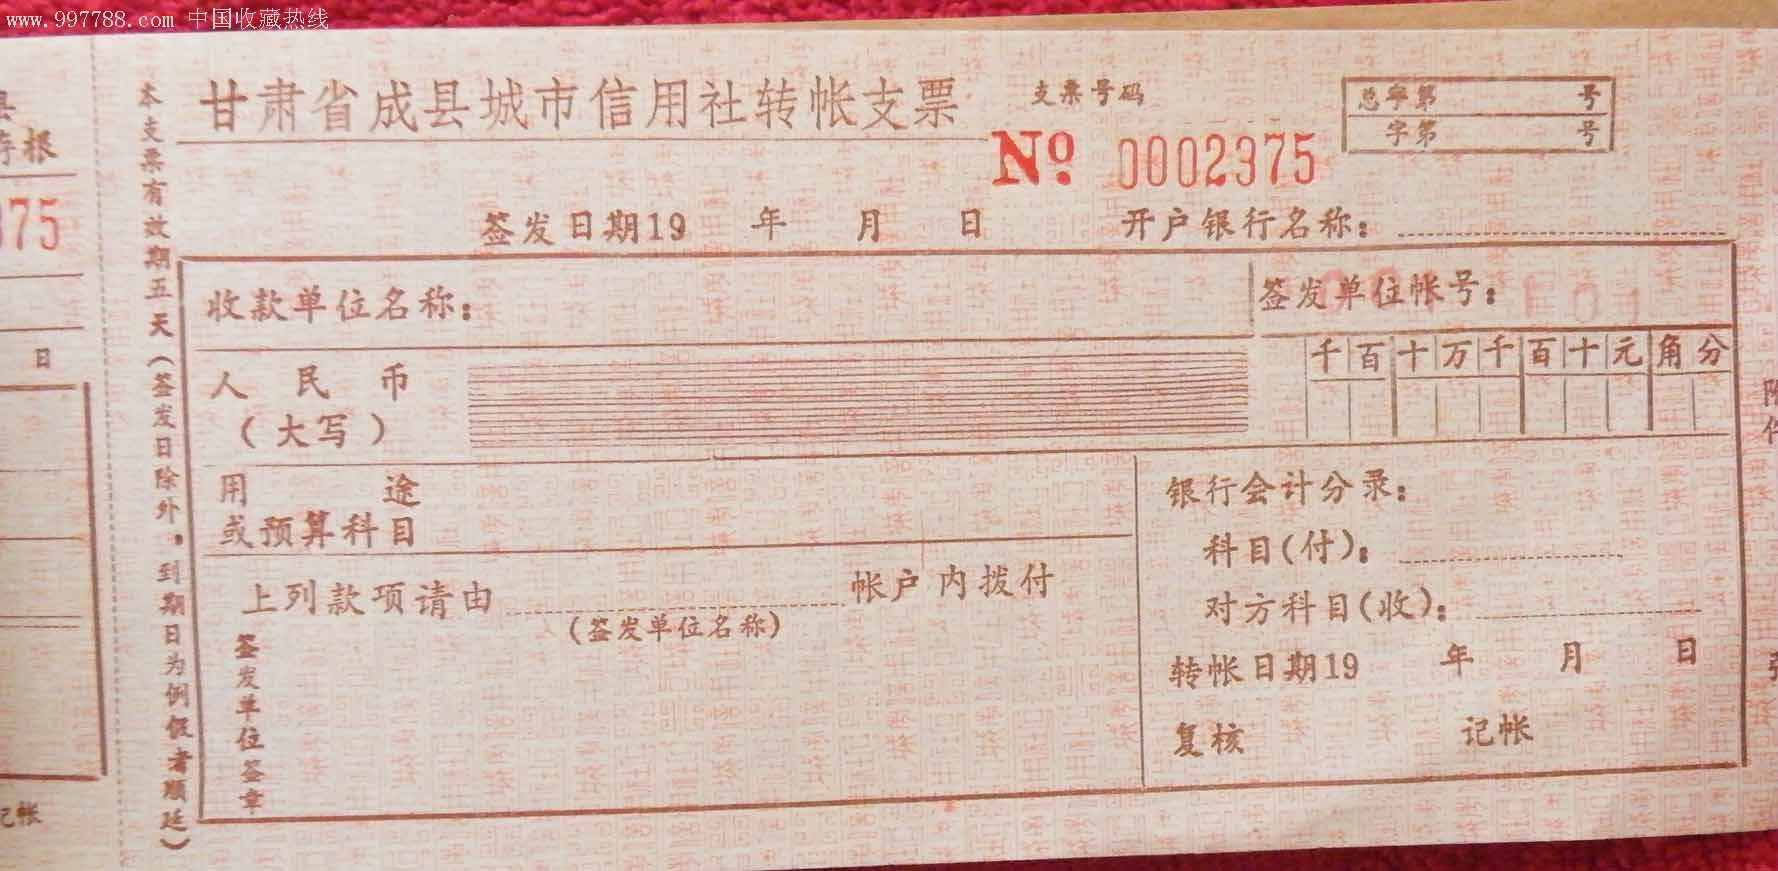 www.997788.com 中国收藏热线
根
375
日
记帐
本支票有效期五天(签发日除外,到期日为例假者顺延)
甘肃省成县城市信用社转帐支票
支票号码
№ 0002375
总字第 号
字第 号
签发日期19 年 月 日 开户银行名称:
收款单位名称:
签发单位帐号:
人民币
(大写)
千百十万千百十元角分
用途
或预算科目
上列款项请由 帐户内拨付
(签发单位名称)
签发单位签章
银行会计分录:
科目(付):
对方科目(收):
转帐日期19 年 月 日
复核 记帐